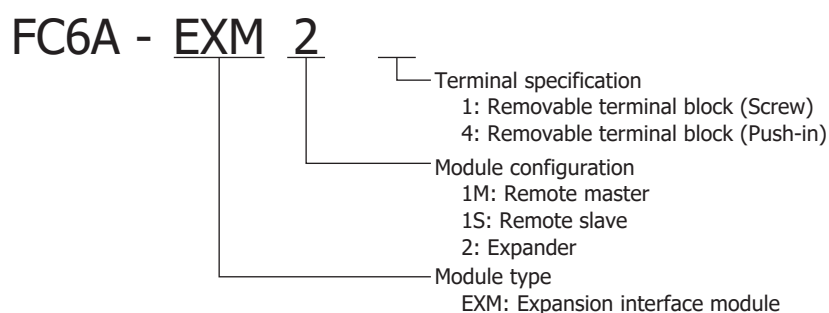 FC6A - EXM 2
Terminal specification
1: Removable terminal block (Screw)
4: Removable terminal block (Push-in)
Module configuration
1M: Remote master
1S: Remote slave
2: Expander
Module type
EXM: Expansion interface module